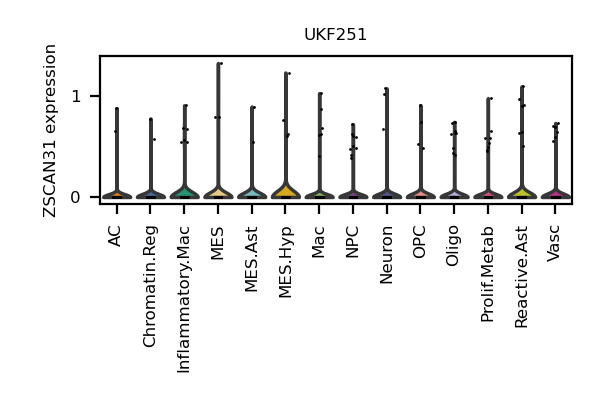 UKF251
ZSCAN31 expression
1
0
AC
Chromatin.Reg
Inflammatory.Mac
MES
MES.Ast
MES.Hyp
Mac
NPC
Neuron
OPC
Oligo
Prolif.Metab
Reactive.Ast
Vasc